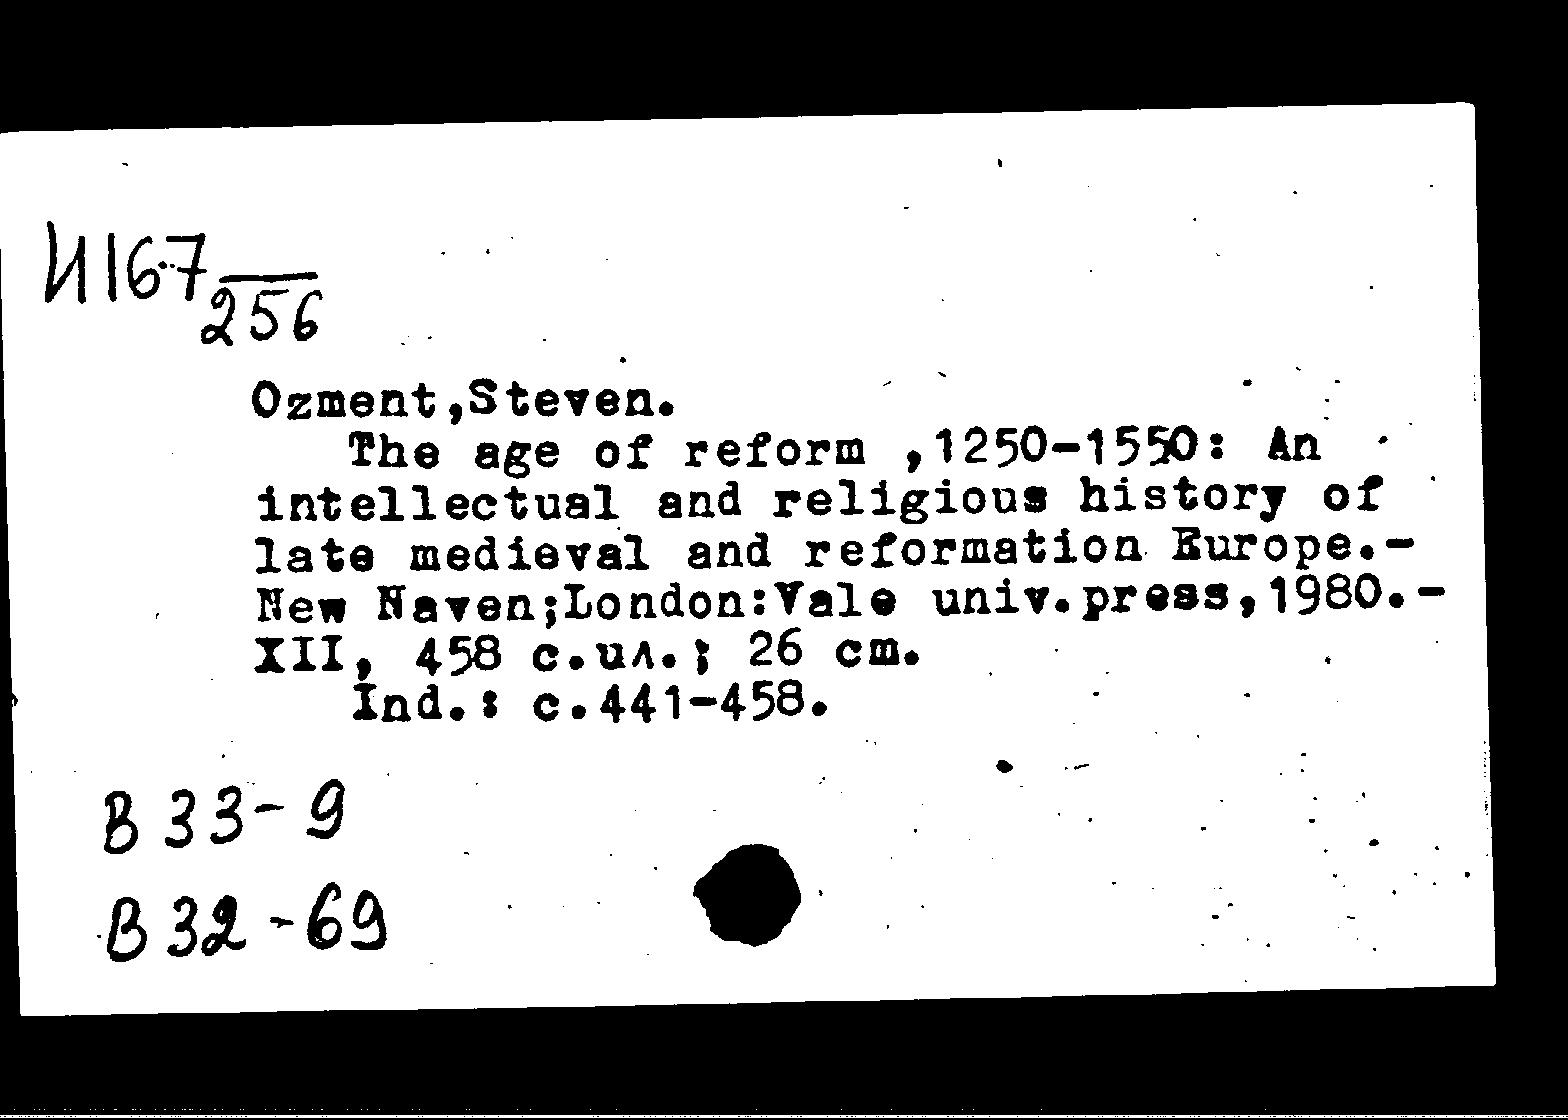 И167
256
Ozment,Steven.
The age of reform ,1250-1550: An
intellectual and religious history of
late medieval and reformation Europe.-
New Naven;London:Vale univ.press,1980.-
XII, 458 c.ил.; 26 cm.
Ind.: c.441-458.
В 33-9
В 32-69